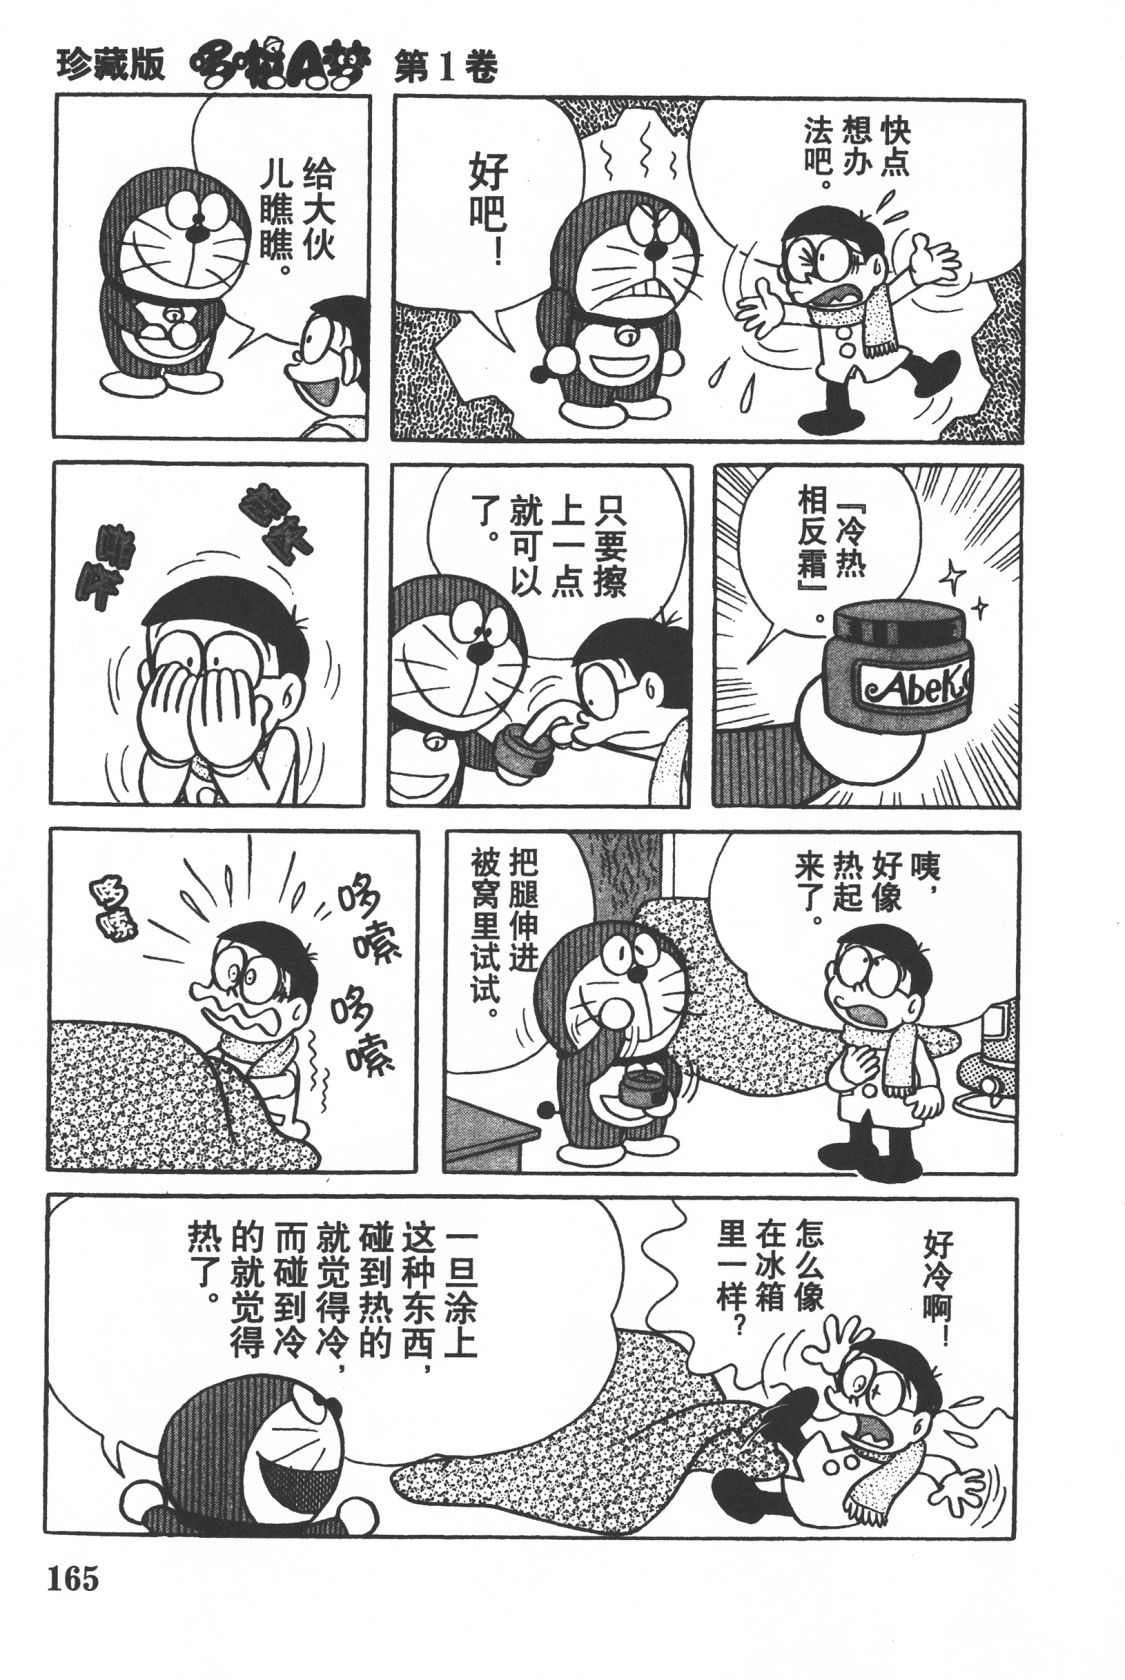 珍藏版 哆啦A梦 第1卷
快点
想办
法吧。
好吧！
给大伙
儿瞧瞧。
『冷热
相反霜』。
AbeK
只要擦
上一点
就可以
了。
咦，
好像
热起
来了。
把腿伸进
被窝里试试。
哆嗦
哆嗦
哆嗦
好冷啊！
怎么像
在冰箱
里一样？
一旦涂上
这种东西，
碰到热的
就觉得冷，
而碰到冷
的就觉得
热了。
165